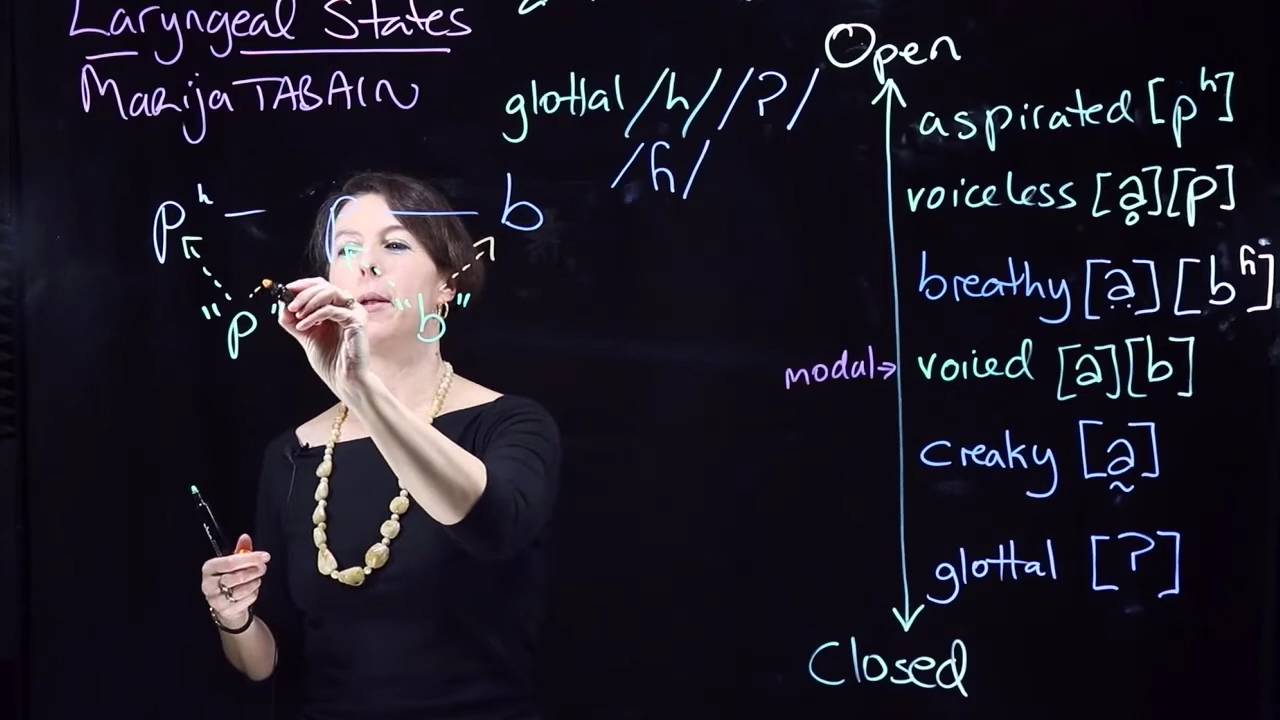 Laryngeal States
Marija TABAIN
glottal /h/ /ʔ/
/ɦ/
pʰ — p — b
"p" "b"
Open
aspirated [pʰ]
voiceless [ḁ] [p]
breathy [a̤] [bʱ]
modal→ voiced [a] [b]
creaky [a̰]
glottal [ʔ]
Closed